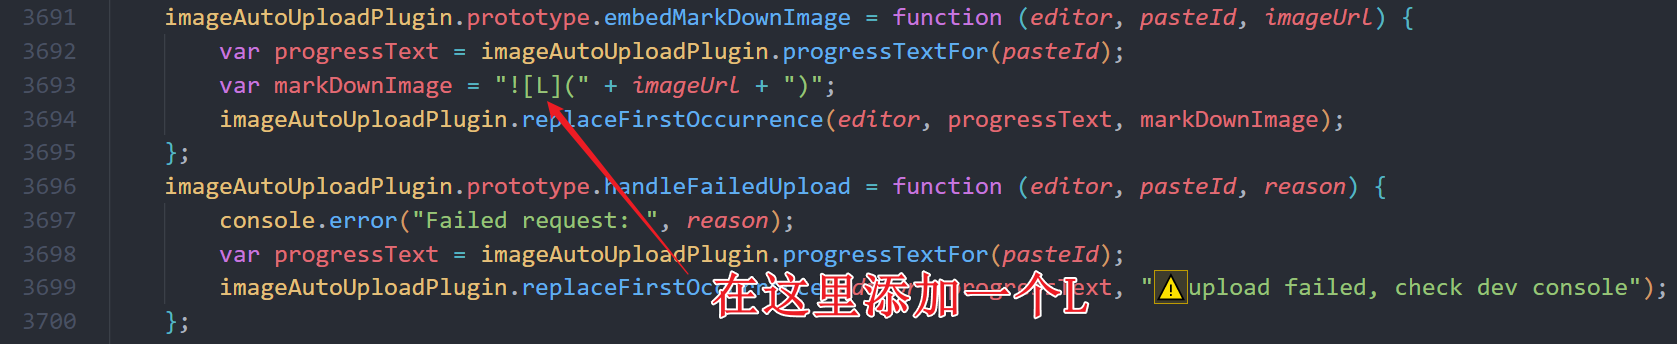 3691 imageAutoUploadPlugin.prototype.embedMarkDownImage = function (editor, pasteId, imageUrl) {
3692 var progressText = imageAutoUploadPlugin.progressTextFor(pasteId);
3693 var markDownImage = "![L](" + imageUrl + ")";
3694 imageAutoUploadPlugin.replaceFirstOccurrence(editor, progressText, markDownImage);
3695 };
3696 imageAutoUploadPlugin.prototype.handleFailedUpload = function (editor, pasteId, reason) {
3697 console.error("Failed request: ", reason);
3698 var progressText = imageAutoUploadPlugin.progressTextFor(pasteId);
3699 imageAutoUploadPlugin.replaceFirstOccurrence progressText, "⚠️upload failed, check dev console");
在这里添加一个L
3700 };